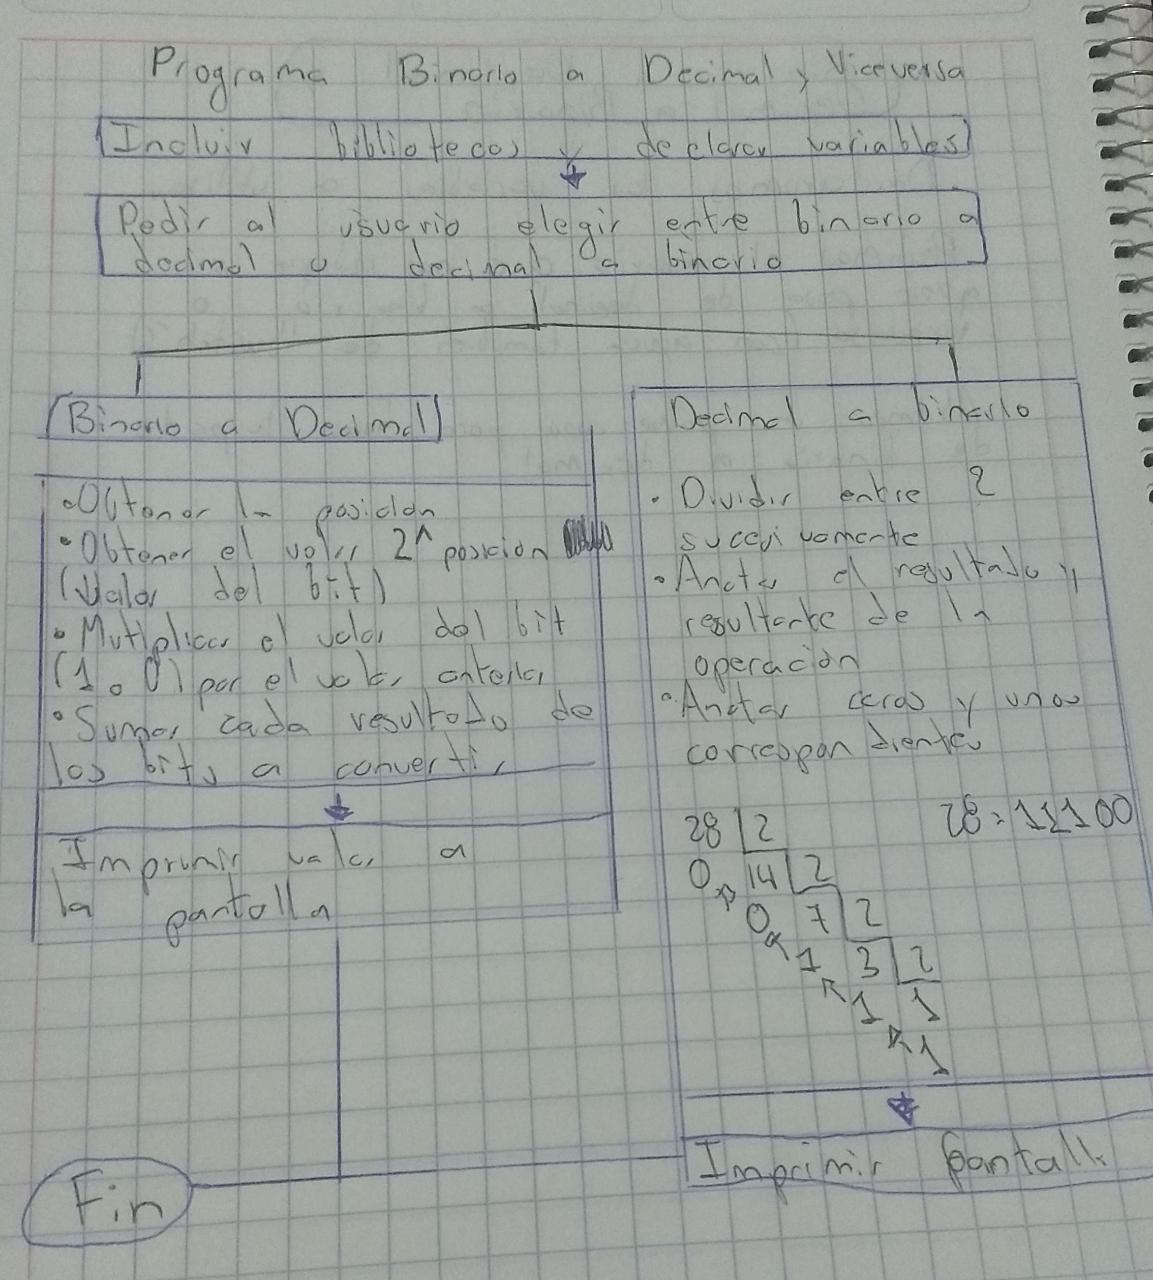 Programa Binario a Decimal y Viceversa
Incluir bibliotecas y declarar variables
Pedir al usuario elegir entre binario a
decimal o decimal a binario
Binario a Decimal
• Obtener la posición
• Obtener el valor 2^ posición
(Valor del bit)
• Mutiplicar el valor del bit
(1 o 0) por el valor anterior
• Sumar cada resultado de
los bits a convertir
Imprimir valor a
la pantalla
Decimal a binario
• Dividir entre 2
sucesivamente
• Anotar el resultado y
resultante de la
operación
• Anotar ceros y unos
correspondientes
28 2 28 = 11100
0 14 2
0 7 2
1 3 2
1 1
1
Imprimir pantalla
Fin